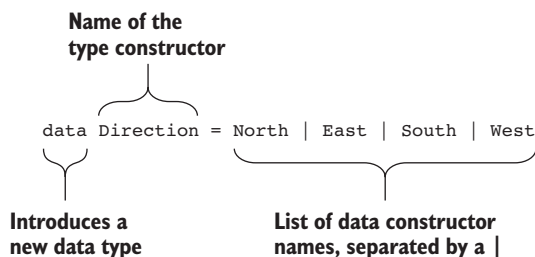 Name of the
type constructor
data Direction = North | East | South | West
Introduces a
new data type
List of data constructor
names, separated by a |